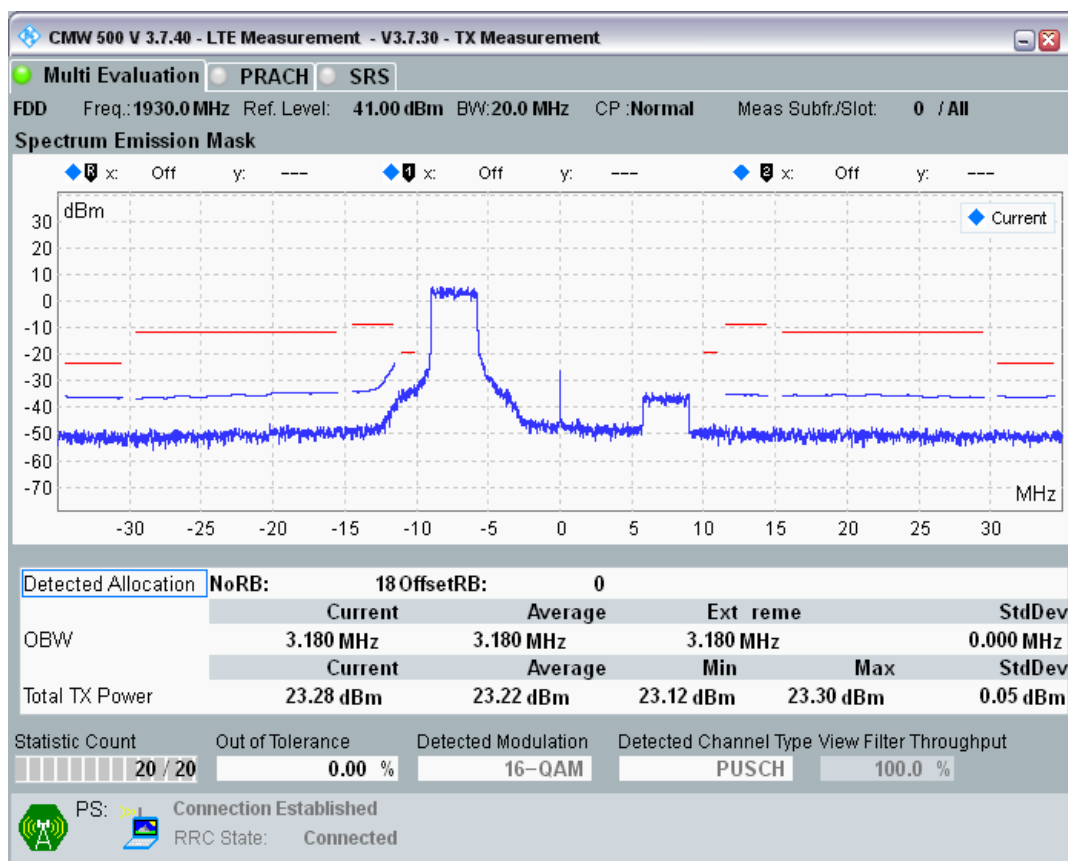 CMW 500 V 3.7.40 - LTE Measurement - V3.7.30 - TX Measurement
Multi Evaluation PRACH SRS
FDD Freq.: 1930.0 MHz Ref. Level: 41.00 dBm BW: 20.0 MHz CP : Normal Meas Subfr./Slot: 0 / All
Spectrum Emission Mask
R x: Off y: --- 1 x: Off y: --- 2 x: Off y: ---
dBm
Current
30
20
10
0
-10
-20
-30
-40
-50
-60
-70
MHz
-30 -25 -20 -15 -10 -5 0 5 10 15 20 25 30
Detected Allocation NoRB: 18 OffsetRB: 0
Current Average Ext reme StdDev
OBW 3.180 MHz 3.180 MHz 3.180 MHz 0.000 MHz
Current Average Min Max StdDev
Total TX Power 23.28 dBm 23.22 dBm 23.12 dBm 23.30 dBm 0.05 dBm
Statistic Count Out of Tolerance Detected Modulation Detected Channel Type View Filter Throughput
20 / 20 0.00 % 16-QAM PUSCH 100.0 %
PS: Connection Established
RRC State: Connected